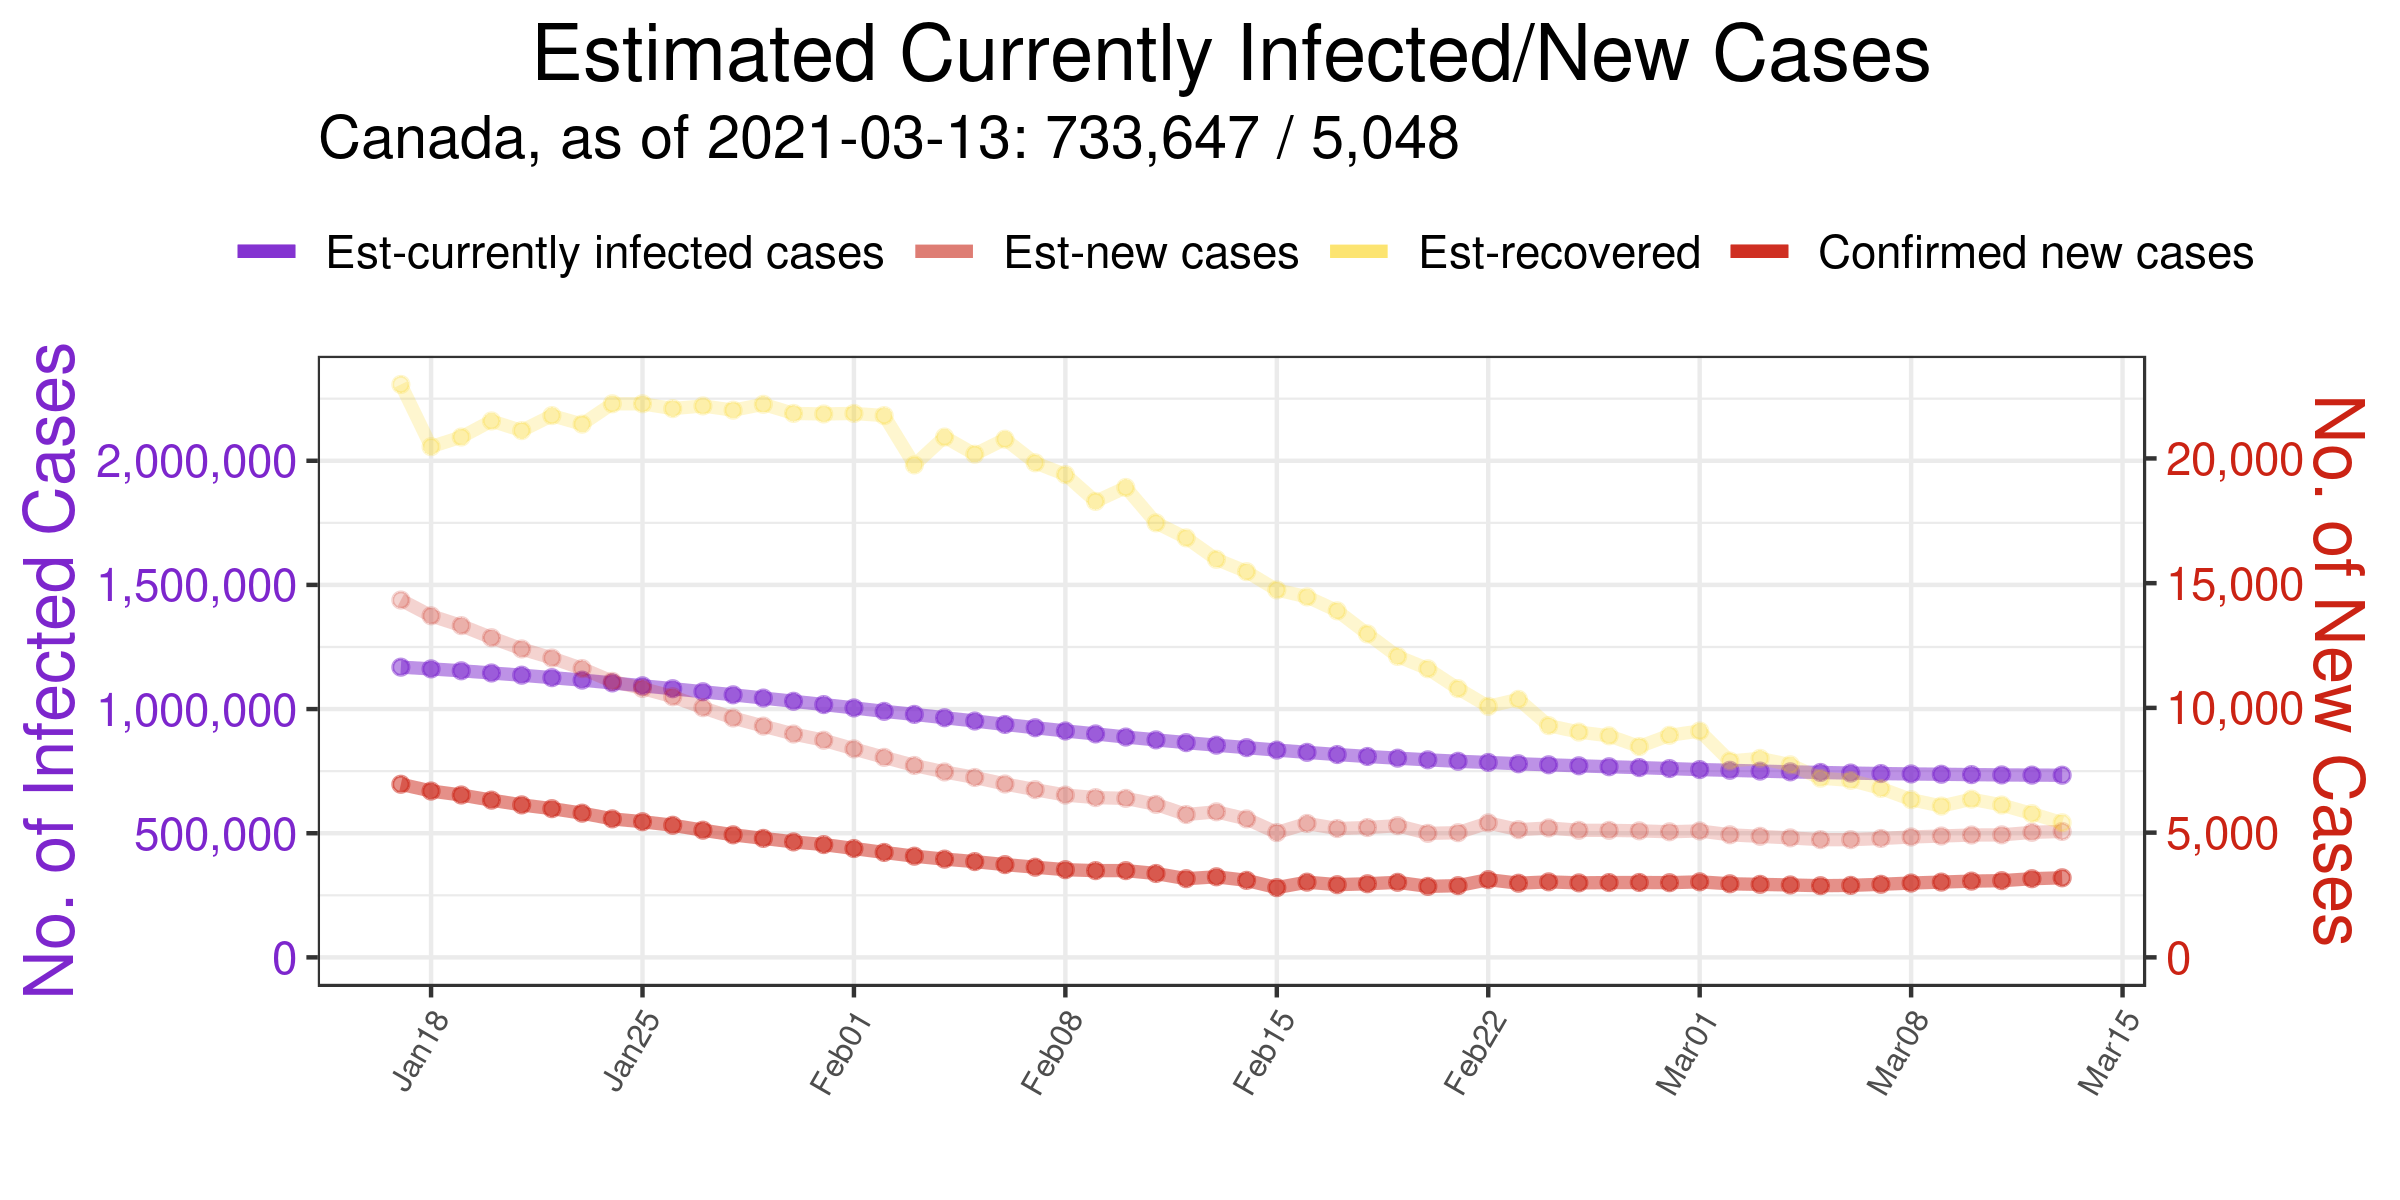 Estimated Currently Infected/New Cases
Canada, as of 2021-03-13: 733,647 / 5,048
Est-currently infected cases Est-new cases Est-recovered Confirmed new cases
No. of Infected Cases
2,000,000
1,500,000
1,000,000
500,000
0
20,000
15,000
10,000
5,000
0
No. of New Cases
Jan18 Jan25 Feb01 Feb08 Feb15 Feb22 Mar01 Mar08 Mar15